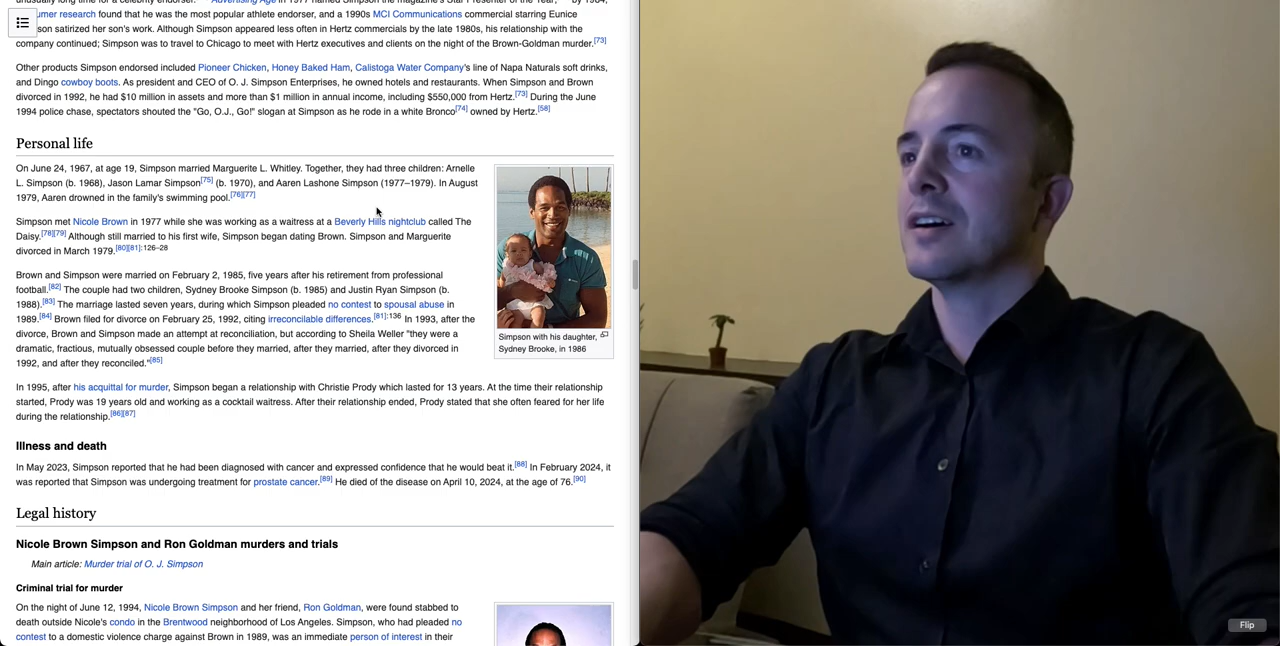 umer research found that he was the most popular athlete endorser, and a 1990s MCI Communications commercial starring Eunice
son satirized her son's work. Although Simpson appeared less often in Hertz commercials by the late 1980s, his relationship with the
company continued; Simpson was to travel to Chicago to meet with Hertz executives and clients on the night of the Brown-Goldman murder.[73]
Other products Simpson endorsed included Pioneer Chicken, Honey Baked Ham, Calistoga Water Company's line of Napa Naturals soft drinks,
and Dingo cowboy boots. As president and CEO of O. J. Simpson Enterprises, he owned hotels and restaurants. When Simpson and Brown
divorced in 1992, he had $10 million in assets and more than $1 million in annual income, including $550,000 from Hertz.[73] During the June
1994 police chase, spectators shouted the "Go, O.J., Go!" slogan at Simpson as he rode in a white Bronco[74] owned by Hertz.[58]
Personal life
On June 24, 1967, at age 19, Simpson married Marguerite L. Whitley. Together, they had three children: Arnelle
L. Simpson (b. 1968), Jason Lamar Simpson[75] (b. 1970), and Aaren Lashone Simpson (1977–1979). In August
1979, Aaren drowned in the family's swimming pool.[76][77]
Simpson met Nicole Brown in 1977 while she was working as a waitress at a Beverly Hills nightclub called The
Daisy.[78][79] Although still married to his first wife, Simpson began dating Brown. Simpson and Marguerite
divorced in March 1979.[80][81]:126–28
Brown and Simpson were married on February 2, 1985, five years after his retirement from professional
football.[82] The couple had two children, Sydney Brooke Simpson (b. 1985) and Justin Ryan Simpson (b.
1988).[83] The marriage lasted seven years, during which Simpson pleaded no contest to spousal abuse in
1989.[84] Brown filed for divorce on February 25, 1992, citing irreconcilable differences.[81]:136 In 1993, after the
divorce, Brown and Simpson made an attempt at reconciliation, but according to Sheila Weller "they were a
dramatic, fractious, mutually obsessed couple before they married, after they married, after they divorced in
1992, and after they reconciled."[85]
Simpson with his daughter,
Sydney Brooke, in 1986
In 1995, after his acquittal for murder, Simpson began a relationship with Christie Prody which lasted for 13 years. At the time their relationship
started, Prody was 19 years old and working as a cocktail waitress. After their relationship ended, Prody stated that she often feared for her life
during the relationship.[86][87]
Illness and death
In May 2023, Simpson reported that he had been diagnosed with cancer and expressed confidence that he would beat it.[88] In February 2024, it
was reported that Simpson was undergoing treatment for prostate cancer.[89] He died of the disease on April 10, 2024, at the age of 76.[90]
Legal history
Nicole Brown Simpson and Ron Goldman murders and trials
Main article: Murder trial of O. J. Simpson
Criminal trial for murder
On the night of June 12, 1994, Nicole Brown Simpson and her friend, Ron Goldman, were found stabbed to
death outside Nicole's condo in the Brentwood neighborhood of Los Angeles. Simpson, who had pleaded no
contest to a domestic violence charge against Brown in 1989, was an immediate person of interest in their
Flip